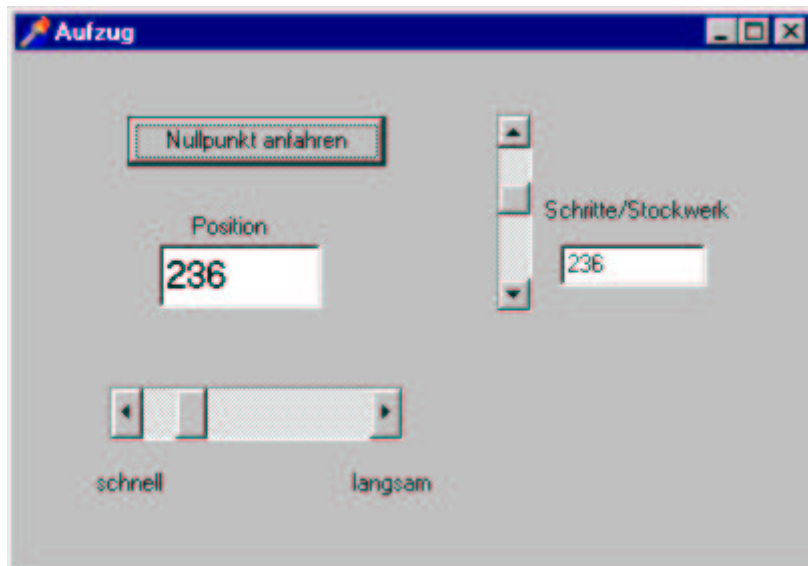 Aufzug
Nullpunkt anfahren
Position
236
Schritte/Stockwerk
236
schnell
langsam